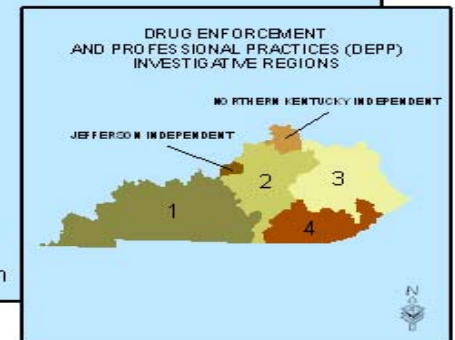 DRUG ENFORCEMENT
AND PROFESSIONAL PRACTICES (DEPP)
INVESTIGATIVE REGIONS
NORTHERN KENTUCKY INDEPENDENT
JEFFERSON INDEPENDENT
2
3
1
4
N